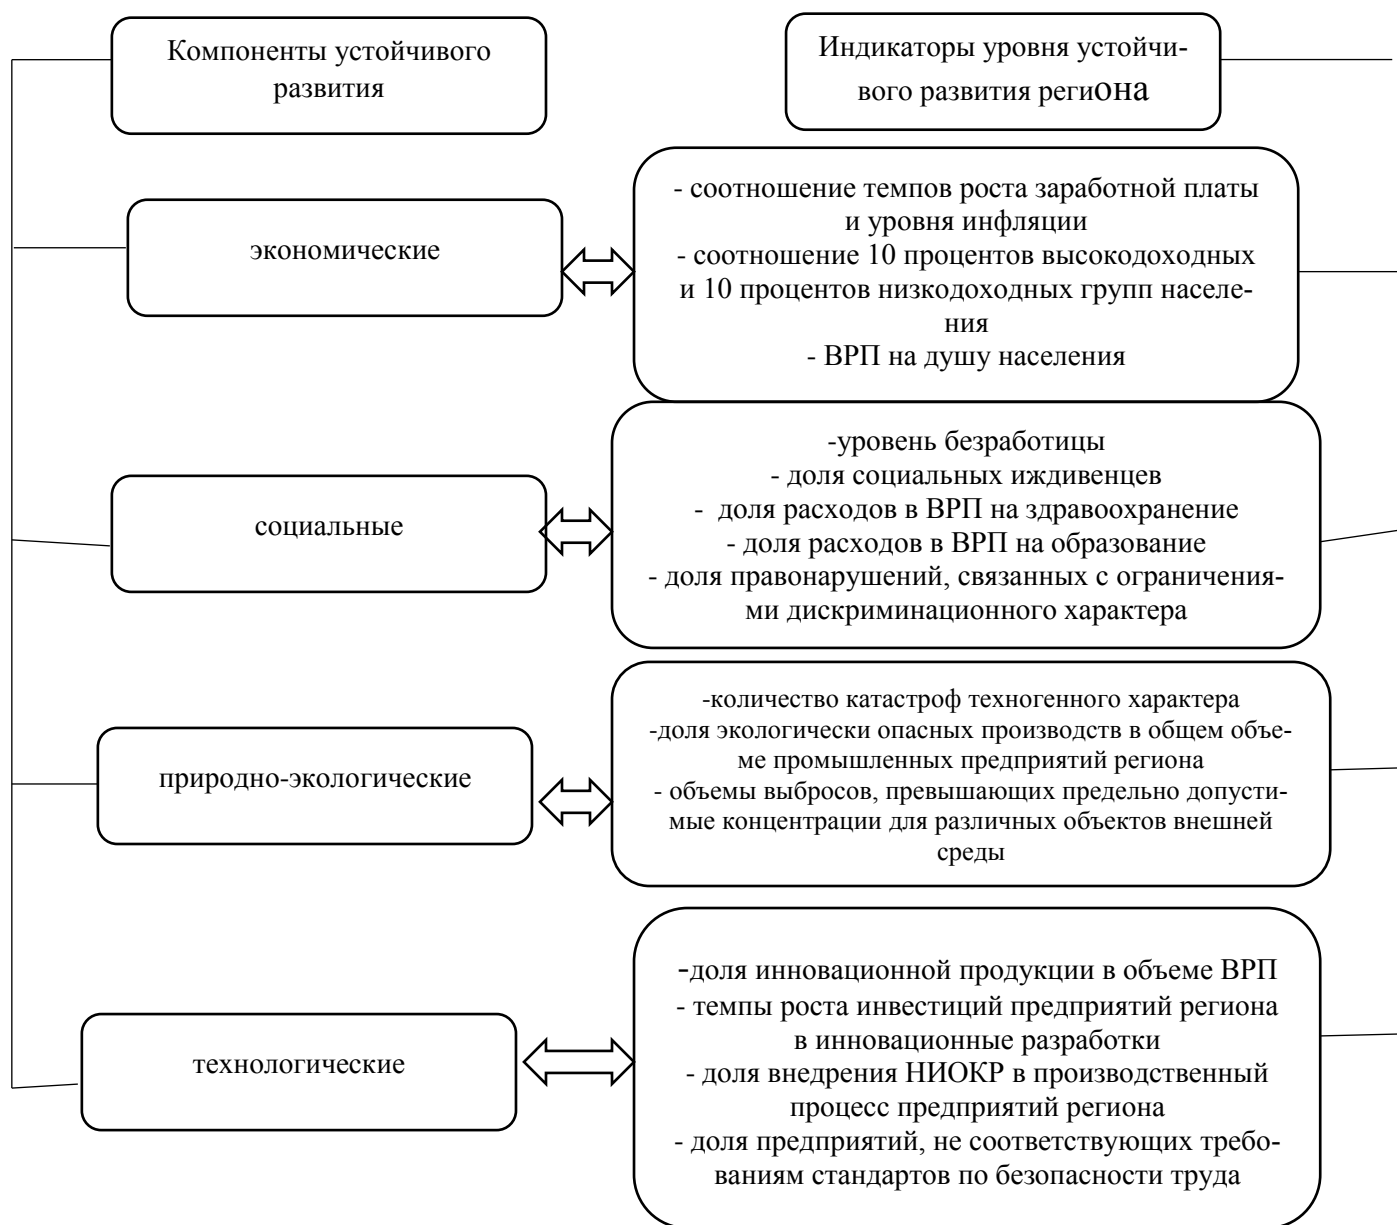 Компоненты устойчивого
развития
Индикаторы уровня устойчи-
вого развития региона
экономические
- соотношение темпов роста заработной платы
и уровня инфляции
- соотношение 10 процентов высокодоходных
и 10 процентов низкодоходных групп населе-
ния
- ВРП на душу населения
социальные
-уровень безработицы
- доля социальных иждивенцев
- доля расходов в ВРП на здравоохранение
- доля расходов в ВРП на образование
- доля правонарушений, связанных с ограничения-
ми дискриминационного характера
природно-экологические
-количество катастроф техногенного характера
-доля экологически опасных производств в общем объе-
ме промышленных предприятий региона
- объемы выбросов, превышающих предельно допусти-
мые концентрации для различных объектов внешней
среды
технологические
-доля инновационной продукции в объеме ВРП
- темпы роста инвестиций предприятий региона
в инновационные разработки
- доля внедрения НИОКР в производственный
процесс предприятий региона
- доля предприятий, не соответствующих требо-
ваниям стандартов по безопасности труда